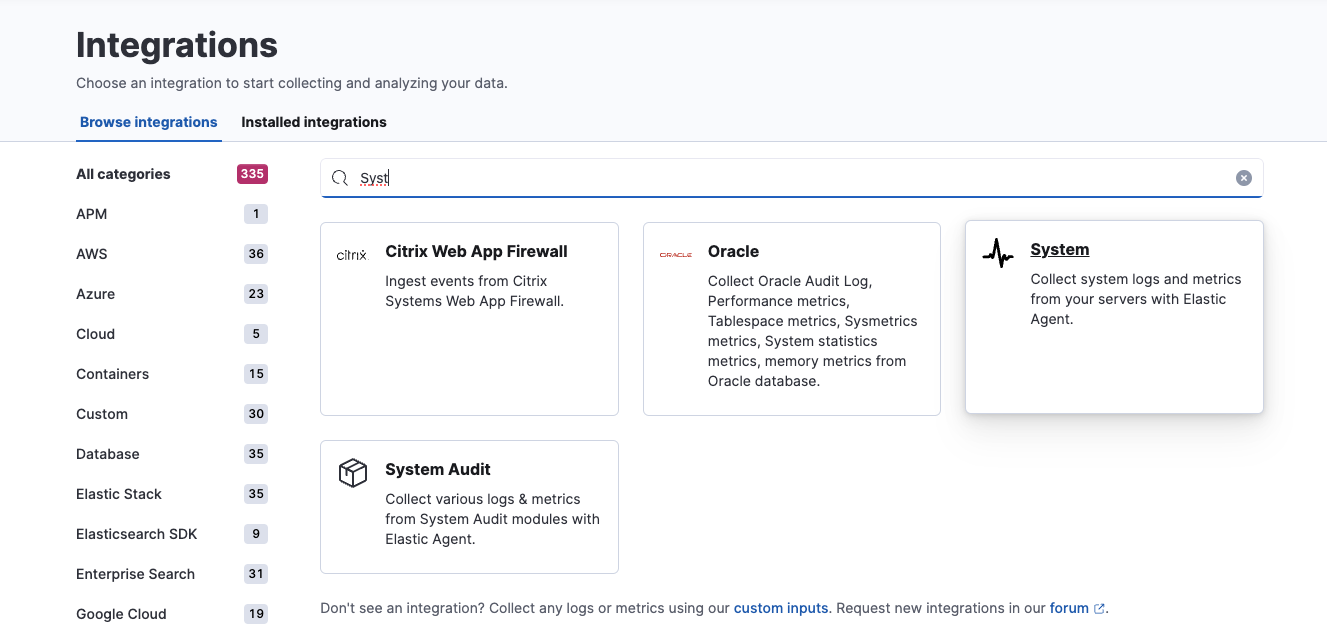 Integrations
Choose an integration to start collecting and analyzing your data.
Browse integrations
Installed integrations
All categories 335
APM 1
AWS 36
Azure 23
Cloud 5
Containers 15
Custom 30
Database 35
Elastic Stack 35
Elasticsearch SDK 9
Enterprise Search 31
Google Cloud 19
Syst
citrix
Citrix Web App Firewall
Ingest events from Citrix
Systems Web App Firewall.
ORACLE
Oracle
Collect Oracle Audit Log,
Performance metrics,
Tablespace metrics, Sysmetrics
metrics, System statistics
metrics, memory metrics from
Oracle database.
System
Collect system logs and metrics
from your servers with Elastic
Agent.
System Audit
Collect various logs & metrics
from System Audit modules with
Elastic Agent.
Don't see an integration? Collect any logs or metrics using our custom inputs. Request new integrations in our forum.